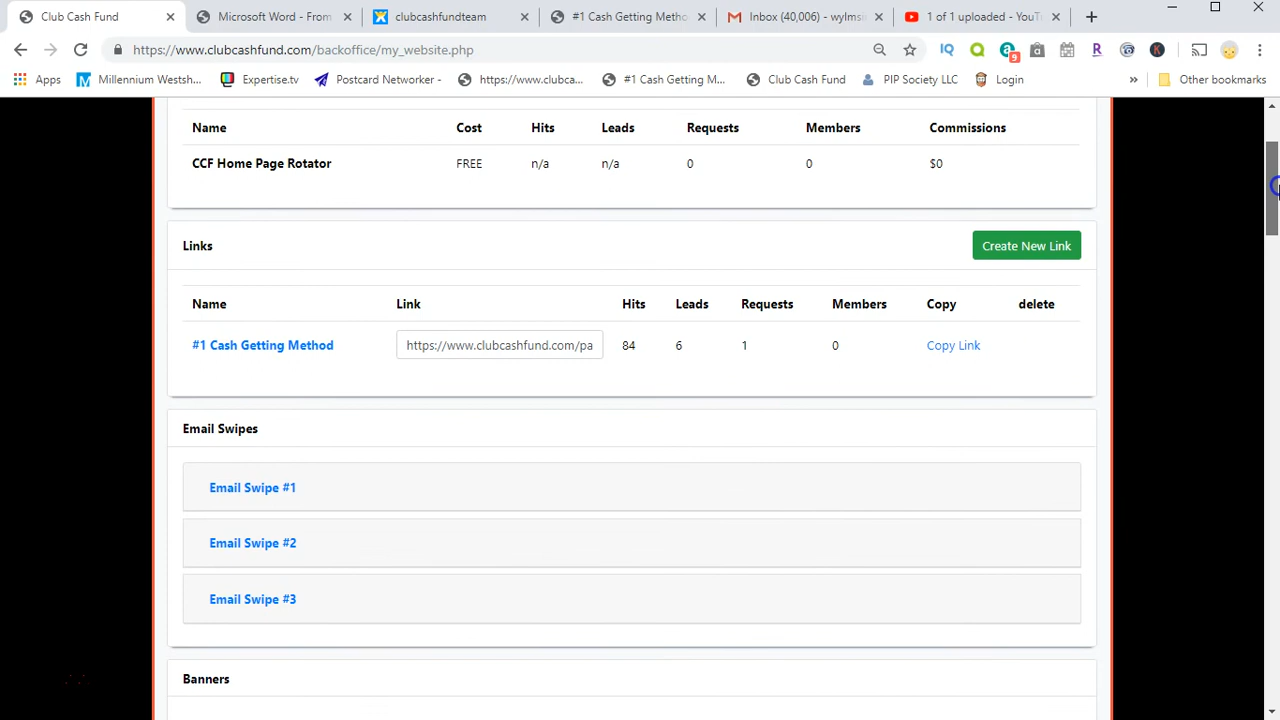 Club Cash Fund
Microsoft Word - From
clubcashfundteam
#1 Cash Getting Metho
Inbox (40,006) - wylmsi
1 of 1 uploaded - YouT
https://www.clubcashfund.com/backoffice/my_website.php
IQ
9
R
K
Apps
Millennium Westsh...
Expertise.tv
Postcard Networker -
https://www.clubca...
#1 Cash Getting M...
Club Cash Fund
PIP Society LLC
Login
»
Other bookmarks
Name Cost Hits Leads Requests Members Commissions
CCF Home Page Rotator FREE n/a n/a 0 0 $0
Links
Create New Link
Name Link Hits Leads Requests Members Copy delete
#1 Cash Getting Method https://www.clubcashfund.com/pa 84 6 1 0 Copy Link
Email Swipes
Email Swipe #1
Email Swipe #2
Email Swipe #3
Banners